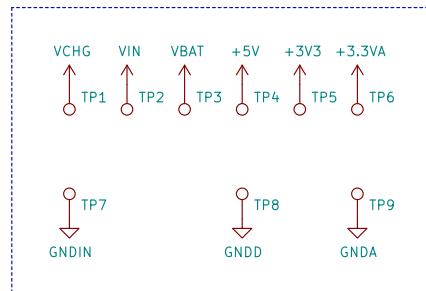 VCHG VIN VBAT +5V +3V3 +3.3VA
TP1 TP2 TP3 TP4 TP5 TP6
TP7 TP8 TP9
GNDIN GNDD GNDA